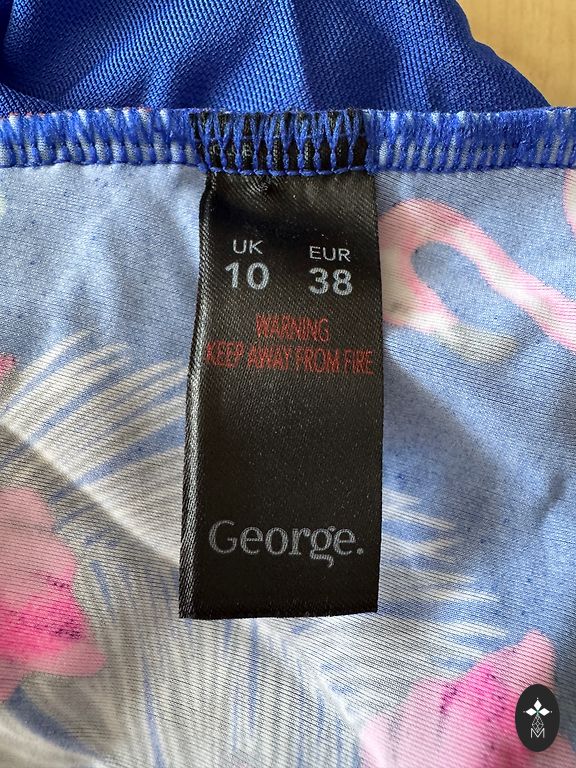 UK EUR
10 38
WARNING
KEEP AWAY FROM FIRE
George.